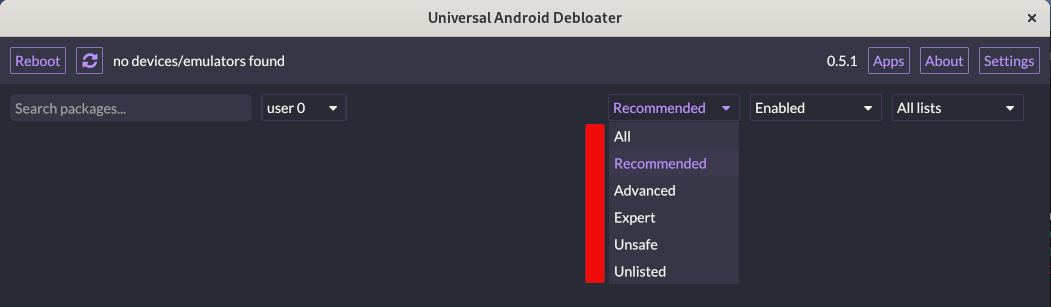 Universal Android Debloater
×
Reboot no devices/emulators found 0.5.1 Apps About Settings
Search packages... user 0 Recommended Enabled All lists
All
Recommended
Advanced
Expert
Unsafe
Unlisted